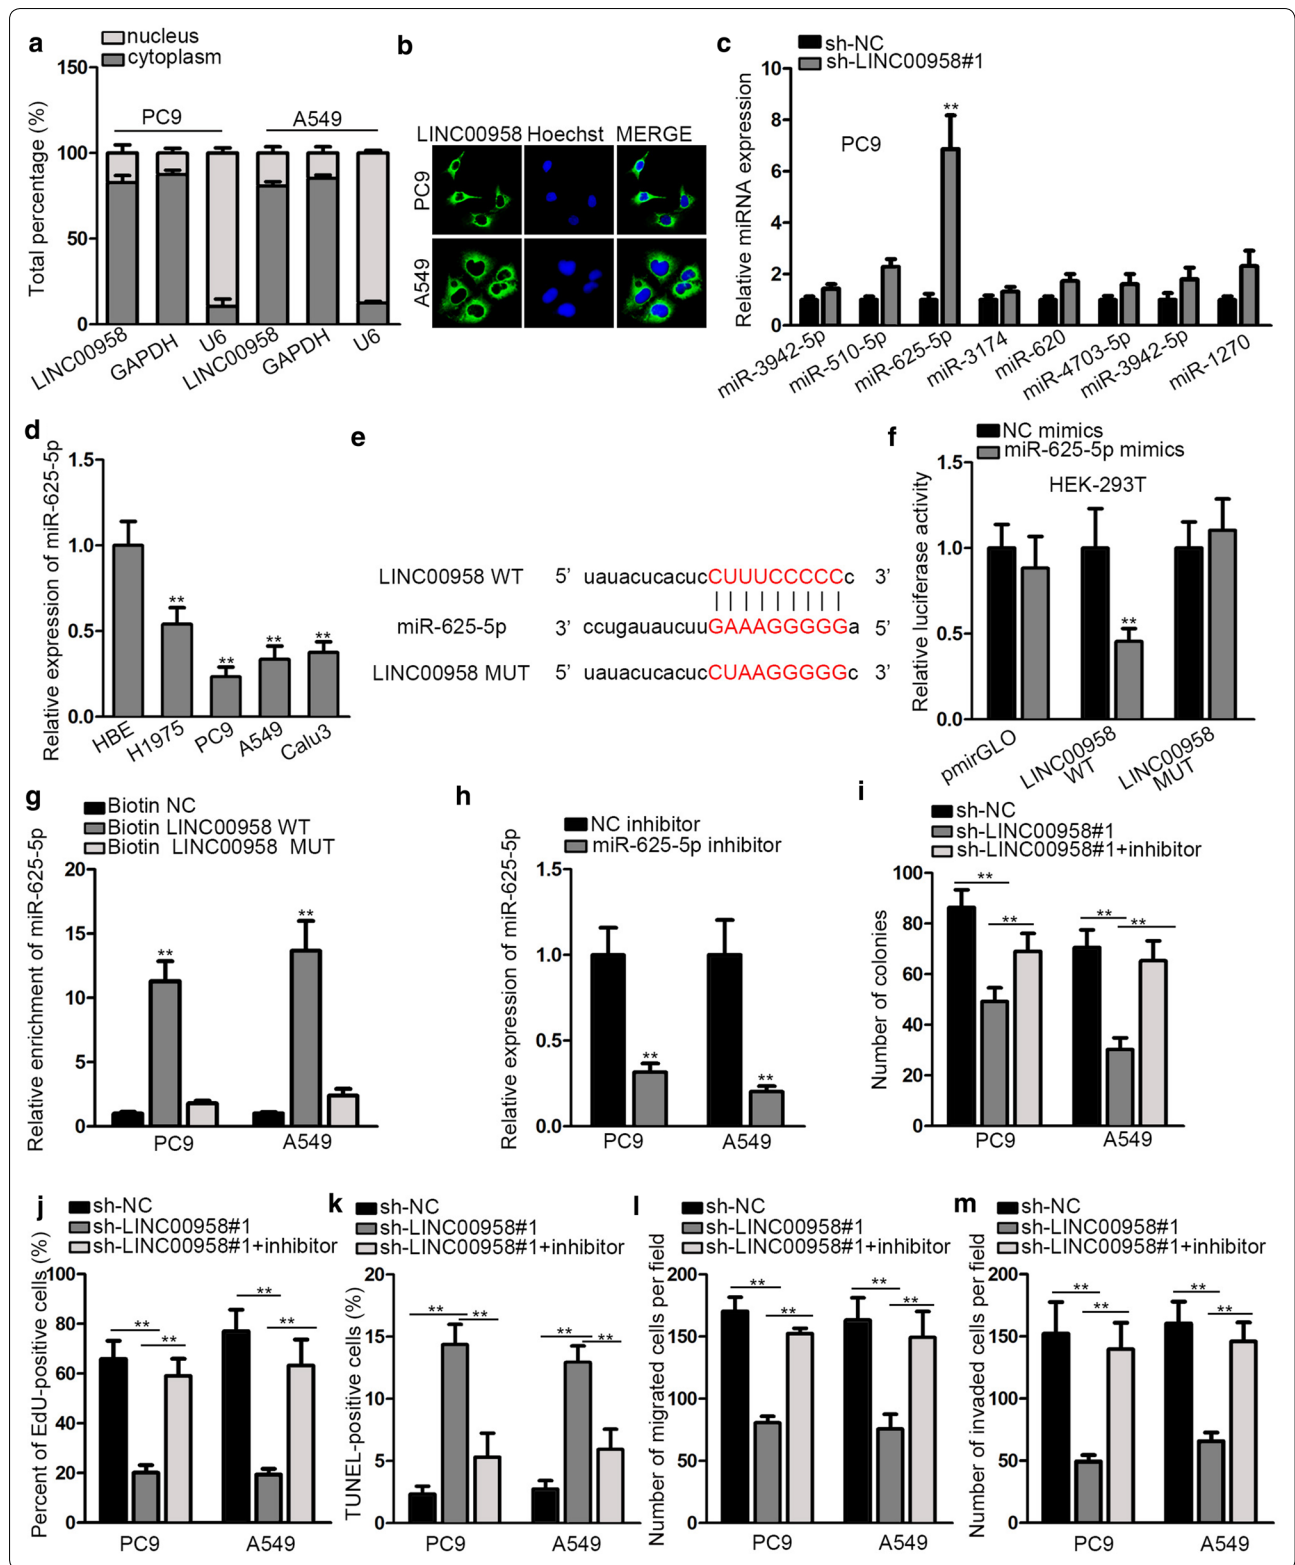 a
nucleus
cytoplasm
Total percentage (%)
150
100
50
0
PC9
A549
LINC00958
GAPDH
U6
LINC00958
GAPDH
U6
b
LINC00958 Hoechst MERGE
PC9
A549
c
sh-NC
sh-LINC00958#1
Relative miRNA expression
10
8
6
4
2
0
PC9
**
miR-3942-5p
miR-510-5p
miR-625-5p
miR-3174
miR-620
miR-4703-5p
miR-3942-5p
miR-1270
d
Relative expression of miR-625-5p
1.5
1.0
0.5
0.0
**
**
**
**
HBE
H1975
PC9
A549
Calu3
e
LINC00958 WT 5’ uauacucacucCUUUCCCCCc 3’
miR-625-5p 3’ ccugauaucuuGAAAGGGGGa 5’
LINC00958 MUT 5’ uauacucacucCUAAGGGGGc 3’
f
NC mimics
miR-625-5p mimics
Relative luciferase activity
1.5
1.0
0.5
0.0
HEK-293T
**
pmirGLO
LINC00958
WT
LINC00958
MUT
g
Biotin NC
Biotin LINC00958 WT
Biotin LINC00958 MUT
Relative enrichment of miR-625-5p
20
15
10
5
0
**
**
PC9
A549
h
NC inhibitor
miR-625-5p inhibitor
Relative expression of miR-625-5p
1.5
1.0
0.5
0.0
**
**
PC9
A549
i
sh-NC
sh-LINC00958#1
sh-LINC00958#1+inhibitor
Number of colonies
100
80
60
40
20
0
**
**
**
**
PC9
A549
j
sh-NC
sh-LINC00958#1
sh-LINC00958#1+inhibitor
Percent of EdU-positive cells (%)
100
80
60
40
20
0
**
**
**
**
PC9
A549
k
sh-NC
sh-LINC00958#1
sh-LINC00958#1+inhibitor
TUNEL-positive cells (%)
20
15
10
5
0
**
**
**
**
PC9
A549
l
sh-NC
sh-LINC00958#1
sh-LINC00958#1+inhibitor
Number of migrated cells per field
200
150
100
50
0
**
**
**
**
PC9
A549
m
sh-NC
sh-LINC00958#1
sh-LINC00958#1+inhibitor
Number of invaded cells per field
200
150
100
50
0
**
**
**
**
PC9
A549